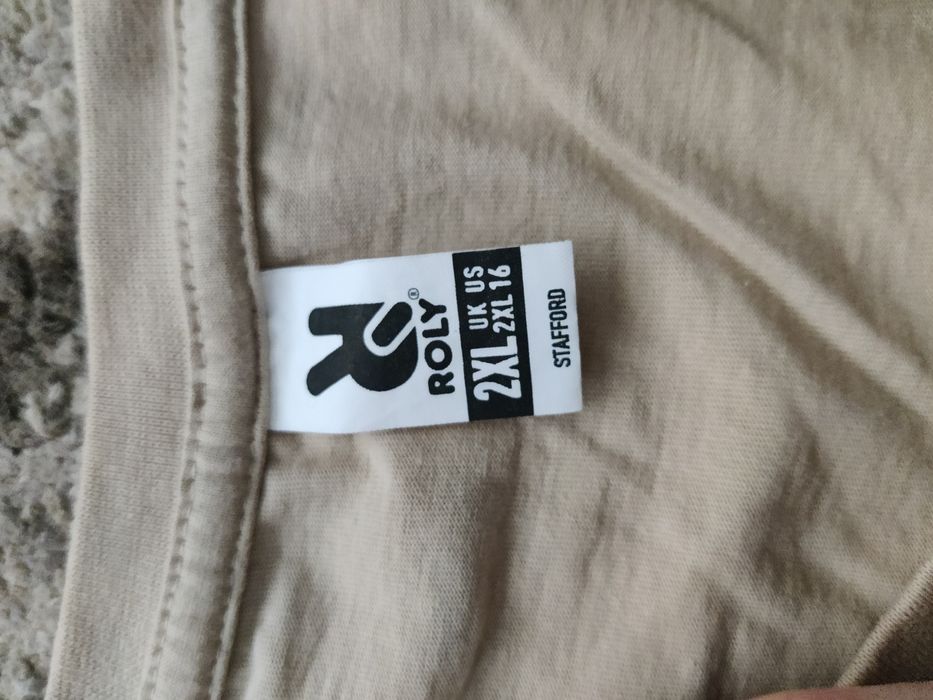 ROLY®
2XL UK US
2XL 16
STAFFORD